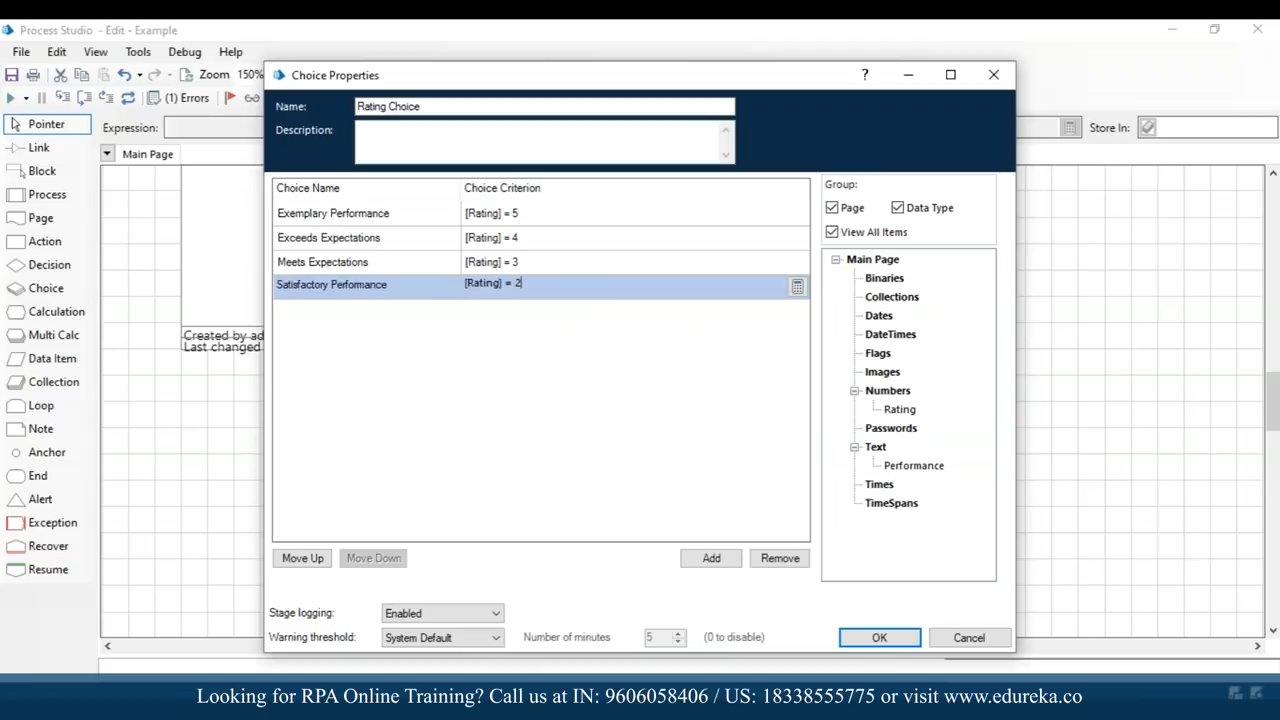 Process Studio - Edit - Example
File Edit View Tools Debug Help
Zoom 150%
(1) Errors
Pointer
Link
Block
Process
Page
Action
Decision
Choice
Calculation
Multi Calc
Data Item
Collection
Loop
Note
Anchor
End
Alert
Exception
Recover
Resume
Expression:
Store In:
Main Page
Created by ad
Last changed
Choice Properties
?
Name: Rating Choice
Description:
Choice Name Choice Criterion
Exemplary Performance [Rating] = 5
Exceeds Expectations [Rating] = 4
Meets Expectations [Rating] = 3
Satisfactory Performance [Rating] = 2
Move Up Move Down Add Remove
Group:
Page Data Type
View All Items
Main Page
Binaries
Collections
Dates
DateTimes
Flags
Images
Numbers
Rating
Passwords
Text
Performance
Times
TimeSpans
Stage logging: Enabled
Warning threshold: System Default Number of minutes 5 (0 to disable)
OK Cancel
Looking for RPA Online Training? Call us at IN: 9606058406 / US: 18338555775 or visit www.edureka.co